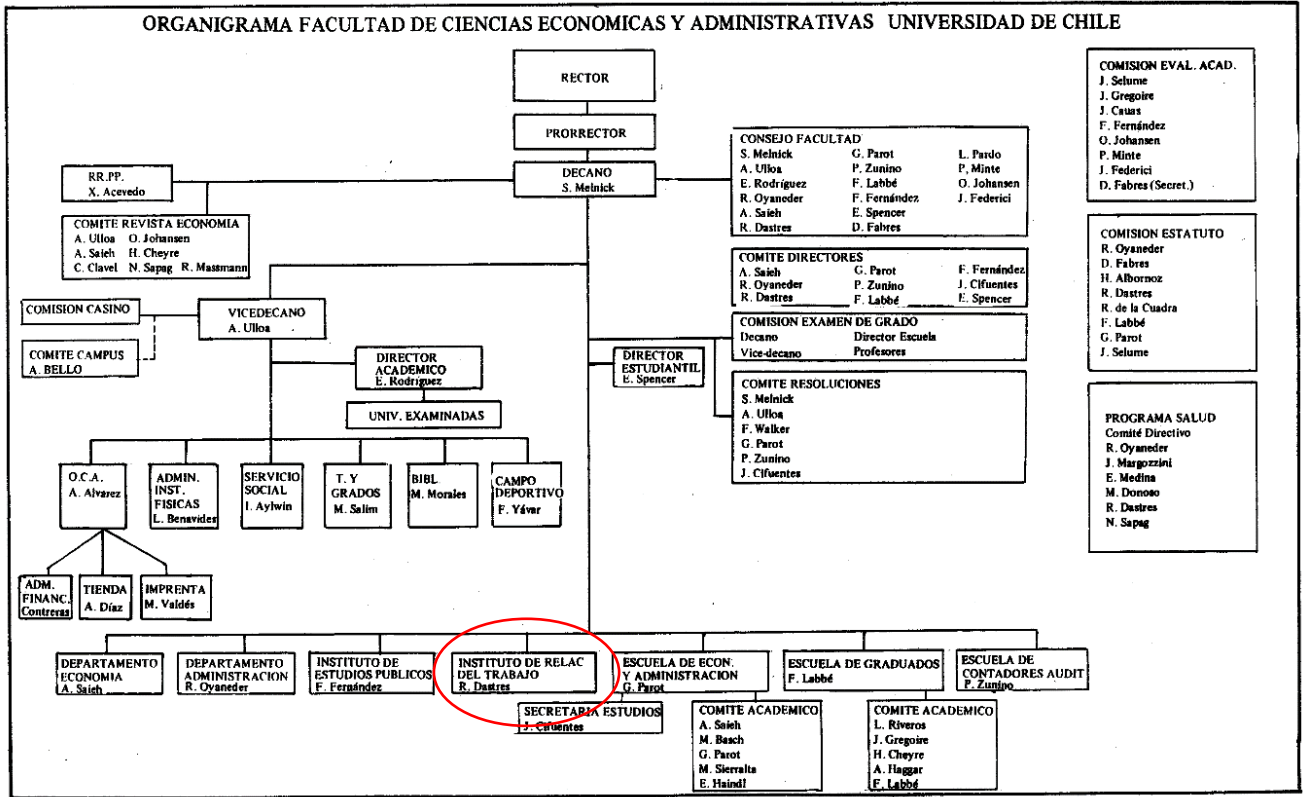 ORGANIGRAMA FACULTAD DE CIENCIAS ECONOMICAS Y ADMINISTRATIVAS UNIVERSIDAD DE CHILE
RECTOR
PRORRECTOR
DECANO
S. Melnick
RR.PP.
X. Acevedo
COMITE REVISTA ECONOMIA
A. Ulloa O. Johansen
A. Saieh H. Cheyre
C. Clavel N. Sapag R. Massmann
CONSEJO FACULTAD
S. Melnick G. Parot L. Pardo
A. Ulloa P. Zunino P. Minte
E. Rodríguez F. Labbé O. Johansen
R. Oyaneder F. Fernández J. Federici
A. Saieh E. Spencer
R. Dastres D. Fabres
COMITE DIRECTORES
A. Saieh G. Parot F. Fernández
R. Oyaneder P. Zunino J. Cifuentes
R. Dastres F. Labbé E. Spencer
COMISION EXAMEN DE GRADO
Decano Director Escuela
Vice-decano Profesores
COMITE RESOLUCIONES
S. Melnick
A. Ulloa
F. Walker
G. Parot
P. Zunino
J. Cifuentes
COMISION EVAL. ACAD.
J. Selume
J. Gregoire
J. Cauas
F. Fernández
O. Johansen
P. Minte
J. Federici
D. Fabres (Secret.)
COMISION ESTATUTO
R. Oyaneder
D. Fabres
H. Albornoz
R. Dastres
R. de la Cuadra
F. Labbé
G. Parot
J. Selume
PROGRAMA SALUD
Comité Directivo
R. Oyaneder
J. Margozzini
E. Medina
M. Donoso
R. Dastres
N. Sapag
COMISION CASINO
COMITE CAMPUS
A. BELLO
VICEDECANO
A. Ulloa
DIRECTOR
ACADEMICO
E. Rodríguez
UNIV. EXAMINADAS
DIRECTOR
ESTUDIANTIL
E. Spencer
O.C.A.
A. Alvarez
ADMIN.
INST.
FISICAS
L. Benavides
SERVICIO
SOCIAL
I. Aylwin
T. Y
GRADOS
M. Salim
BIBL
M. Morales
CAMPO
DEPORTIVO
F. Yávar
ADM.
FINANC.
Contreras
TIENDA
A. Díaz
IMPRENTA
M. Valdés
DEPARTAMENTO
ECONOMIA
A. Saieh
DEPARTAMENTO
ADMINISTRACION
R. Oyaneder
INSTITUTO DE
ESTUDIOS PUBLICOS
F. Fernández
INSTITUTO DE RELAC
DEL TRABAJO
R. Dastres
ESCUELA DE ECON.
Y ADMINISTRACION
G. Parot
ESCUELA DE GRADUADOS
F. Labbé
ESCUELA DE
CONTADORES AUDIT
P. Zunino
SECRETARIA ESTUDIOS
J. Cifuentes
COMITE ACADEMICO
A. Saieh
M. Basch
G. Parot
M. Sierralta
E. Haindl
COMITE ACADEMICO
L. Riveros
J. Gregoire
H. Cheyre
A. Haggar
F. Labbé